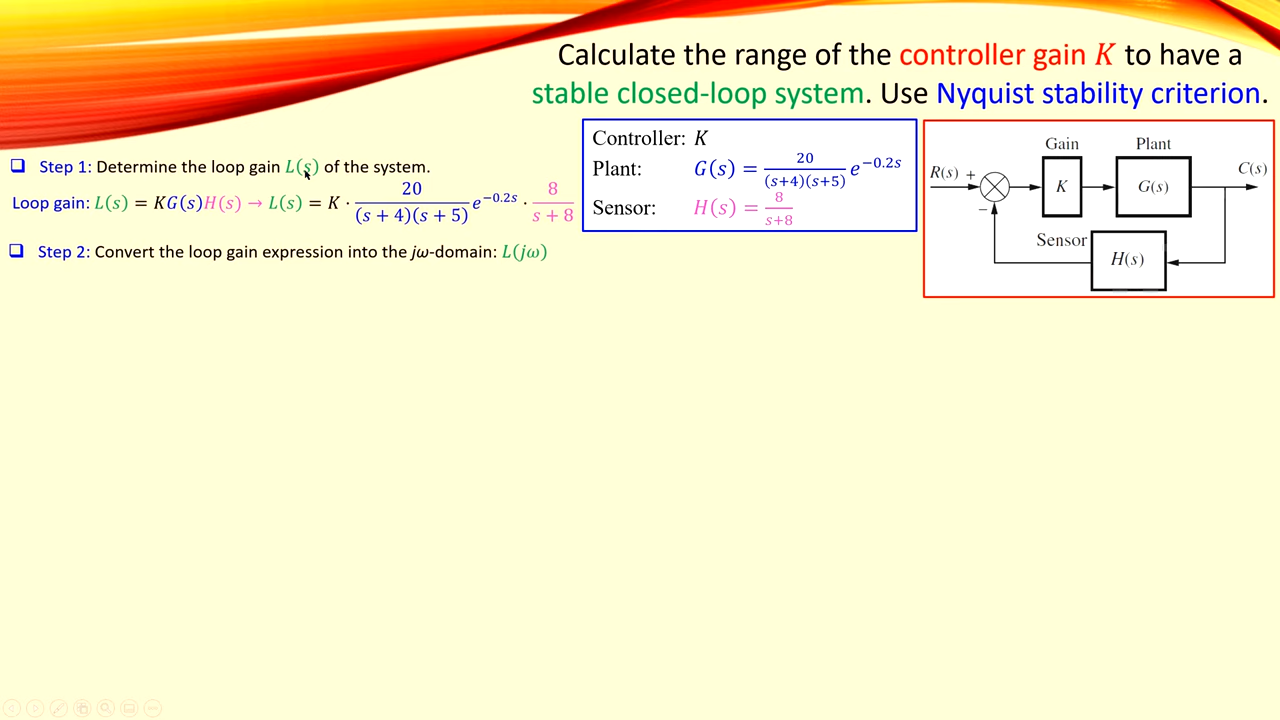 Calculate the range of the controller gain K to have a
stable closed-loop system. Use Nyquist stability criterion.
❑ Step 1: Determine the loop gain L(s) of the system.
Loop gain: L(s) = KG(s)H(s) → L(s) = K · 20/((s + 4)(s + 5)) e^−0.2s · 8/(s + 8)
❑ Step 2: Convert the loop gain expression into the jω-domain: L(jω)
Controller: K
Plant: G(s) = 20/((s+4)(s+5)) e^−0.2s
Sensor: H(s) = 8/(s+8)
Gain Plant
R(s) + K G(s) C(s)
−
Sensor
H(s)